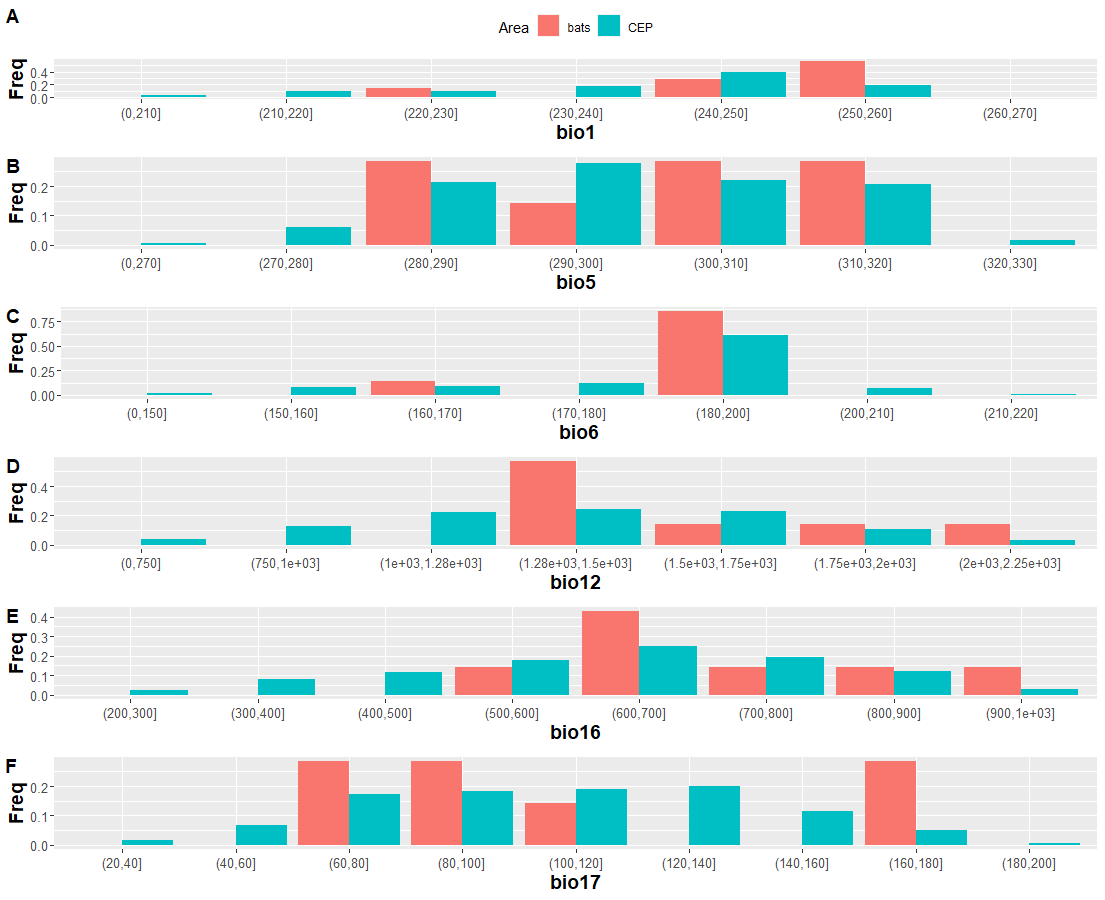 A
Area bats CEP
Freq
0.4
0.2
0.0
(0,210] (210,220] (220,230] (230,240] (240,250] (250,260] (260,270]
bio1
B
Freq
0.2
0.1
0.0
(0,270] (270,280] (280,290] (290,300] (300,310] (310,320] (320,330]
bio5
C
Freq
0.75
0.50
0.25
0.00
(0,150] (150,160] (160,170] (170,180] (180,200] (200,210] (210,220]
bio6
D
Freq
0.4
0.2
0.0
(0,750] (750,1e+03] (1e+03,1.28e+03] (1.28e+03,1.5e+03] (1.5e+03,1.75e+03] (1.75e+03,2e+03] (2e+03,2.25e+03]
bio12
E
Freq
0.4
0.3
0.2
0.1
0.0
(200,300] (300,400] (400,500] (500,600] (600,700] (700,800] (800,900] (900,1e+03]
bio16
F
Freq
0.2
0.1
0.0
(20,40] (40,60] (60,80] (80,100] (100,120] (120,140] (140,160] (160,180] (180,200]
bio17